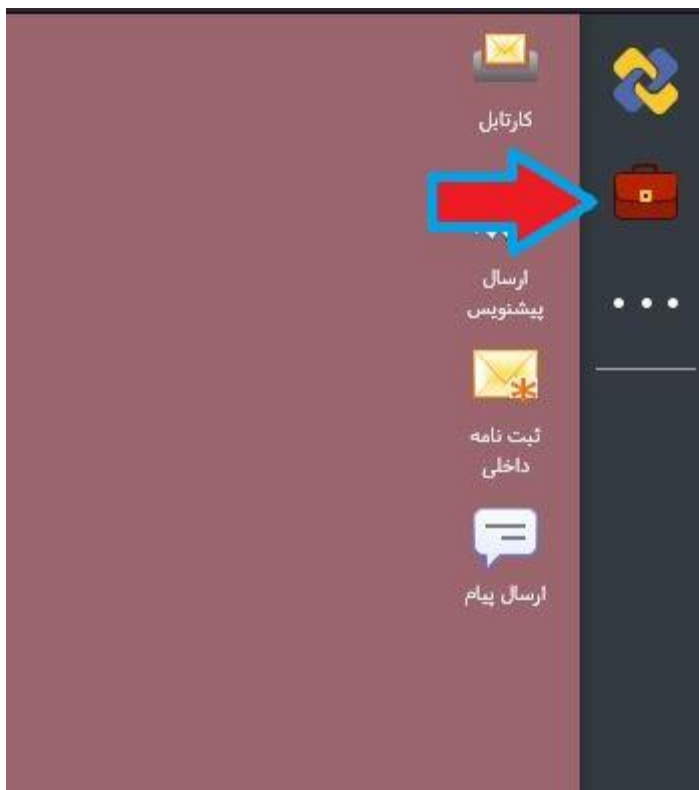 کارتابل
ارسال
پیشنویس
ثبت نامه
داخلی
ارسال پیام